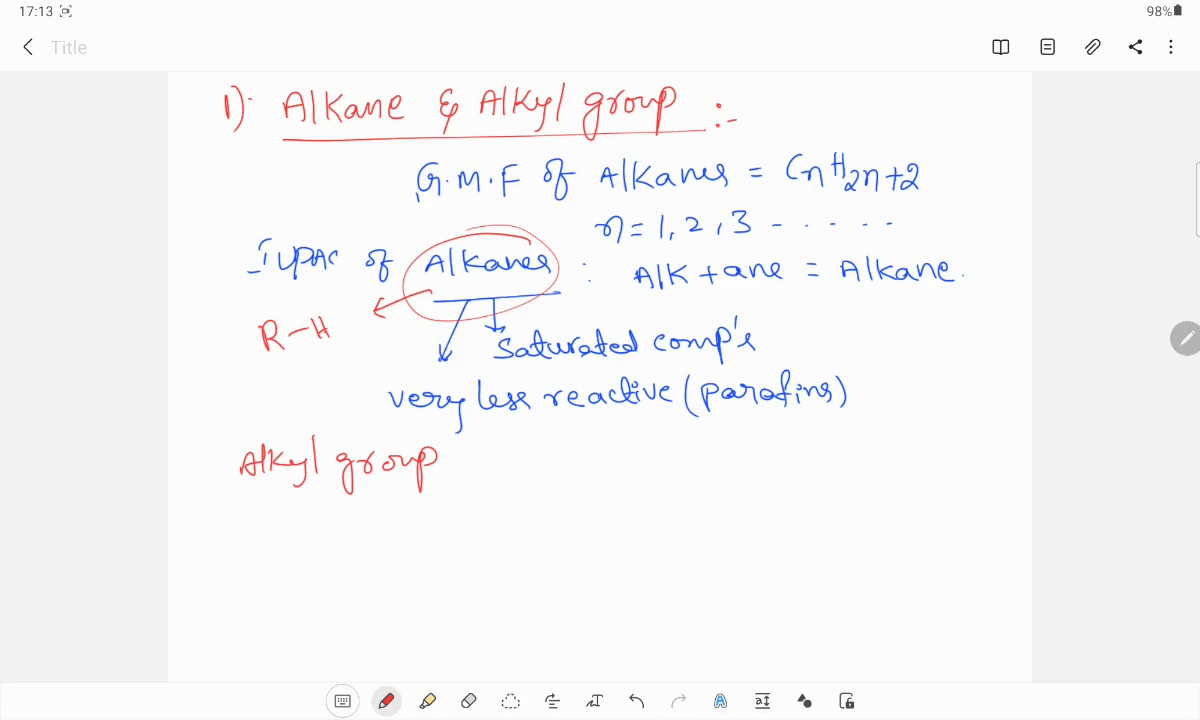 17:13
98%
Title
1) Alkane & Alkyl group :-
G.M.F of Alkanes = CnH2n+2
n = 1, 2, 3 - . . - - .
IUPAC of Alkanes : Alk + ane = Alkane.
R-H
Saturated comp's
very less reactive (parafins)
Alkyl group